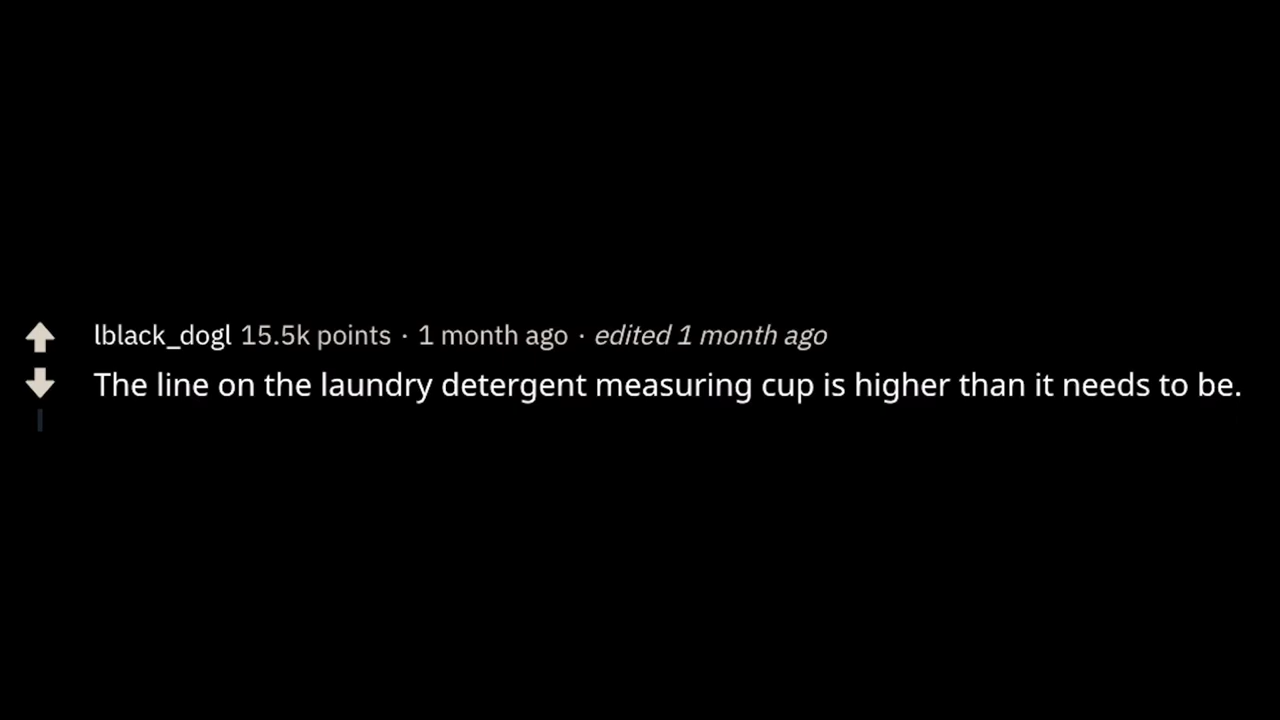 lblack_dogl 15.5k points · 1 month ago · edited 1 month ago
The line on the laundry detergent measuring cup is higher than it needs to be.